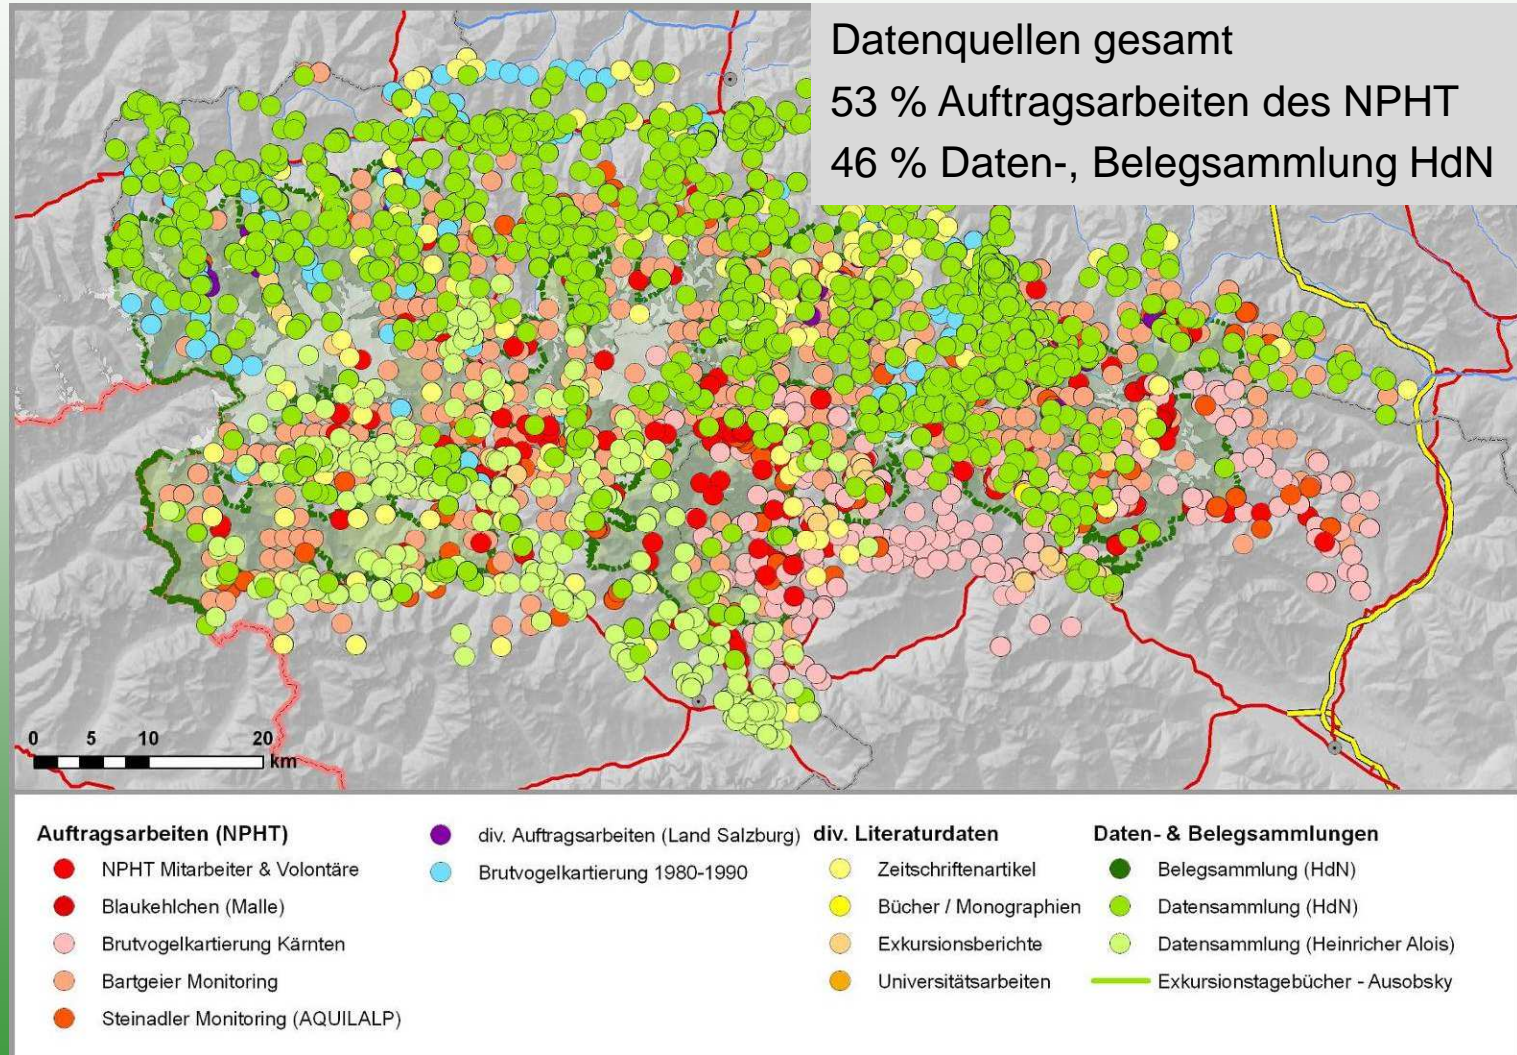 Datenquellen gesamt
53 % Auftragsarbeiten des NPHT
46 % Daten-, Belegsammlung HdN
0 5 10 20
km
Auftragsarbeiten (NPHT)
NPHT Mitarbeiter & Volontäre
Blaukehlchen (Malle)
Brutvogelkartierung Kärnten
Bartgeier Monitoring
Steinadler Monitoring (AQUILALP)
div. Auftragsarbeiten (Land Salzburg)
Brutvogelkartierung 1980-1990
div. Literaturdaten
Zeitschriftenartikel
Bücher / Monographien
Exkursionsberichte
Universitätsarbeiten
Daten- & Belegsammlungen
Belegsammlung (HdN)
Datensammlung (HdN)
Datensammlung (Heinricher Alois)
Exkursionstagebücher - Ausobsky